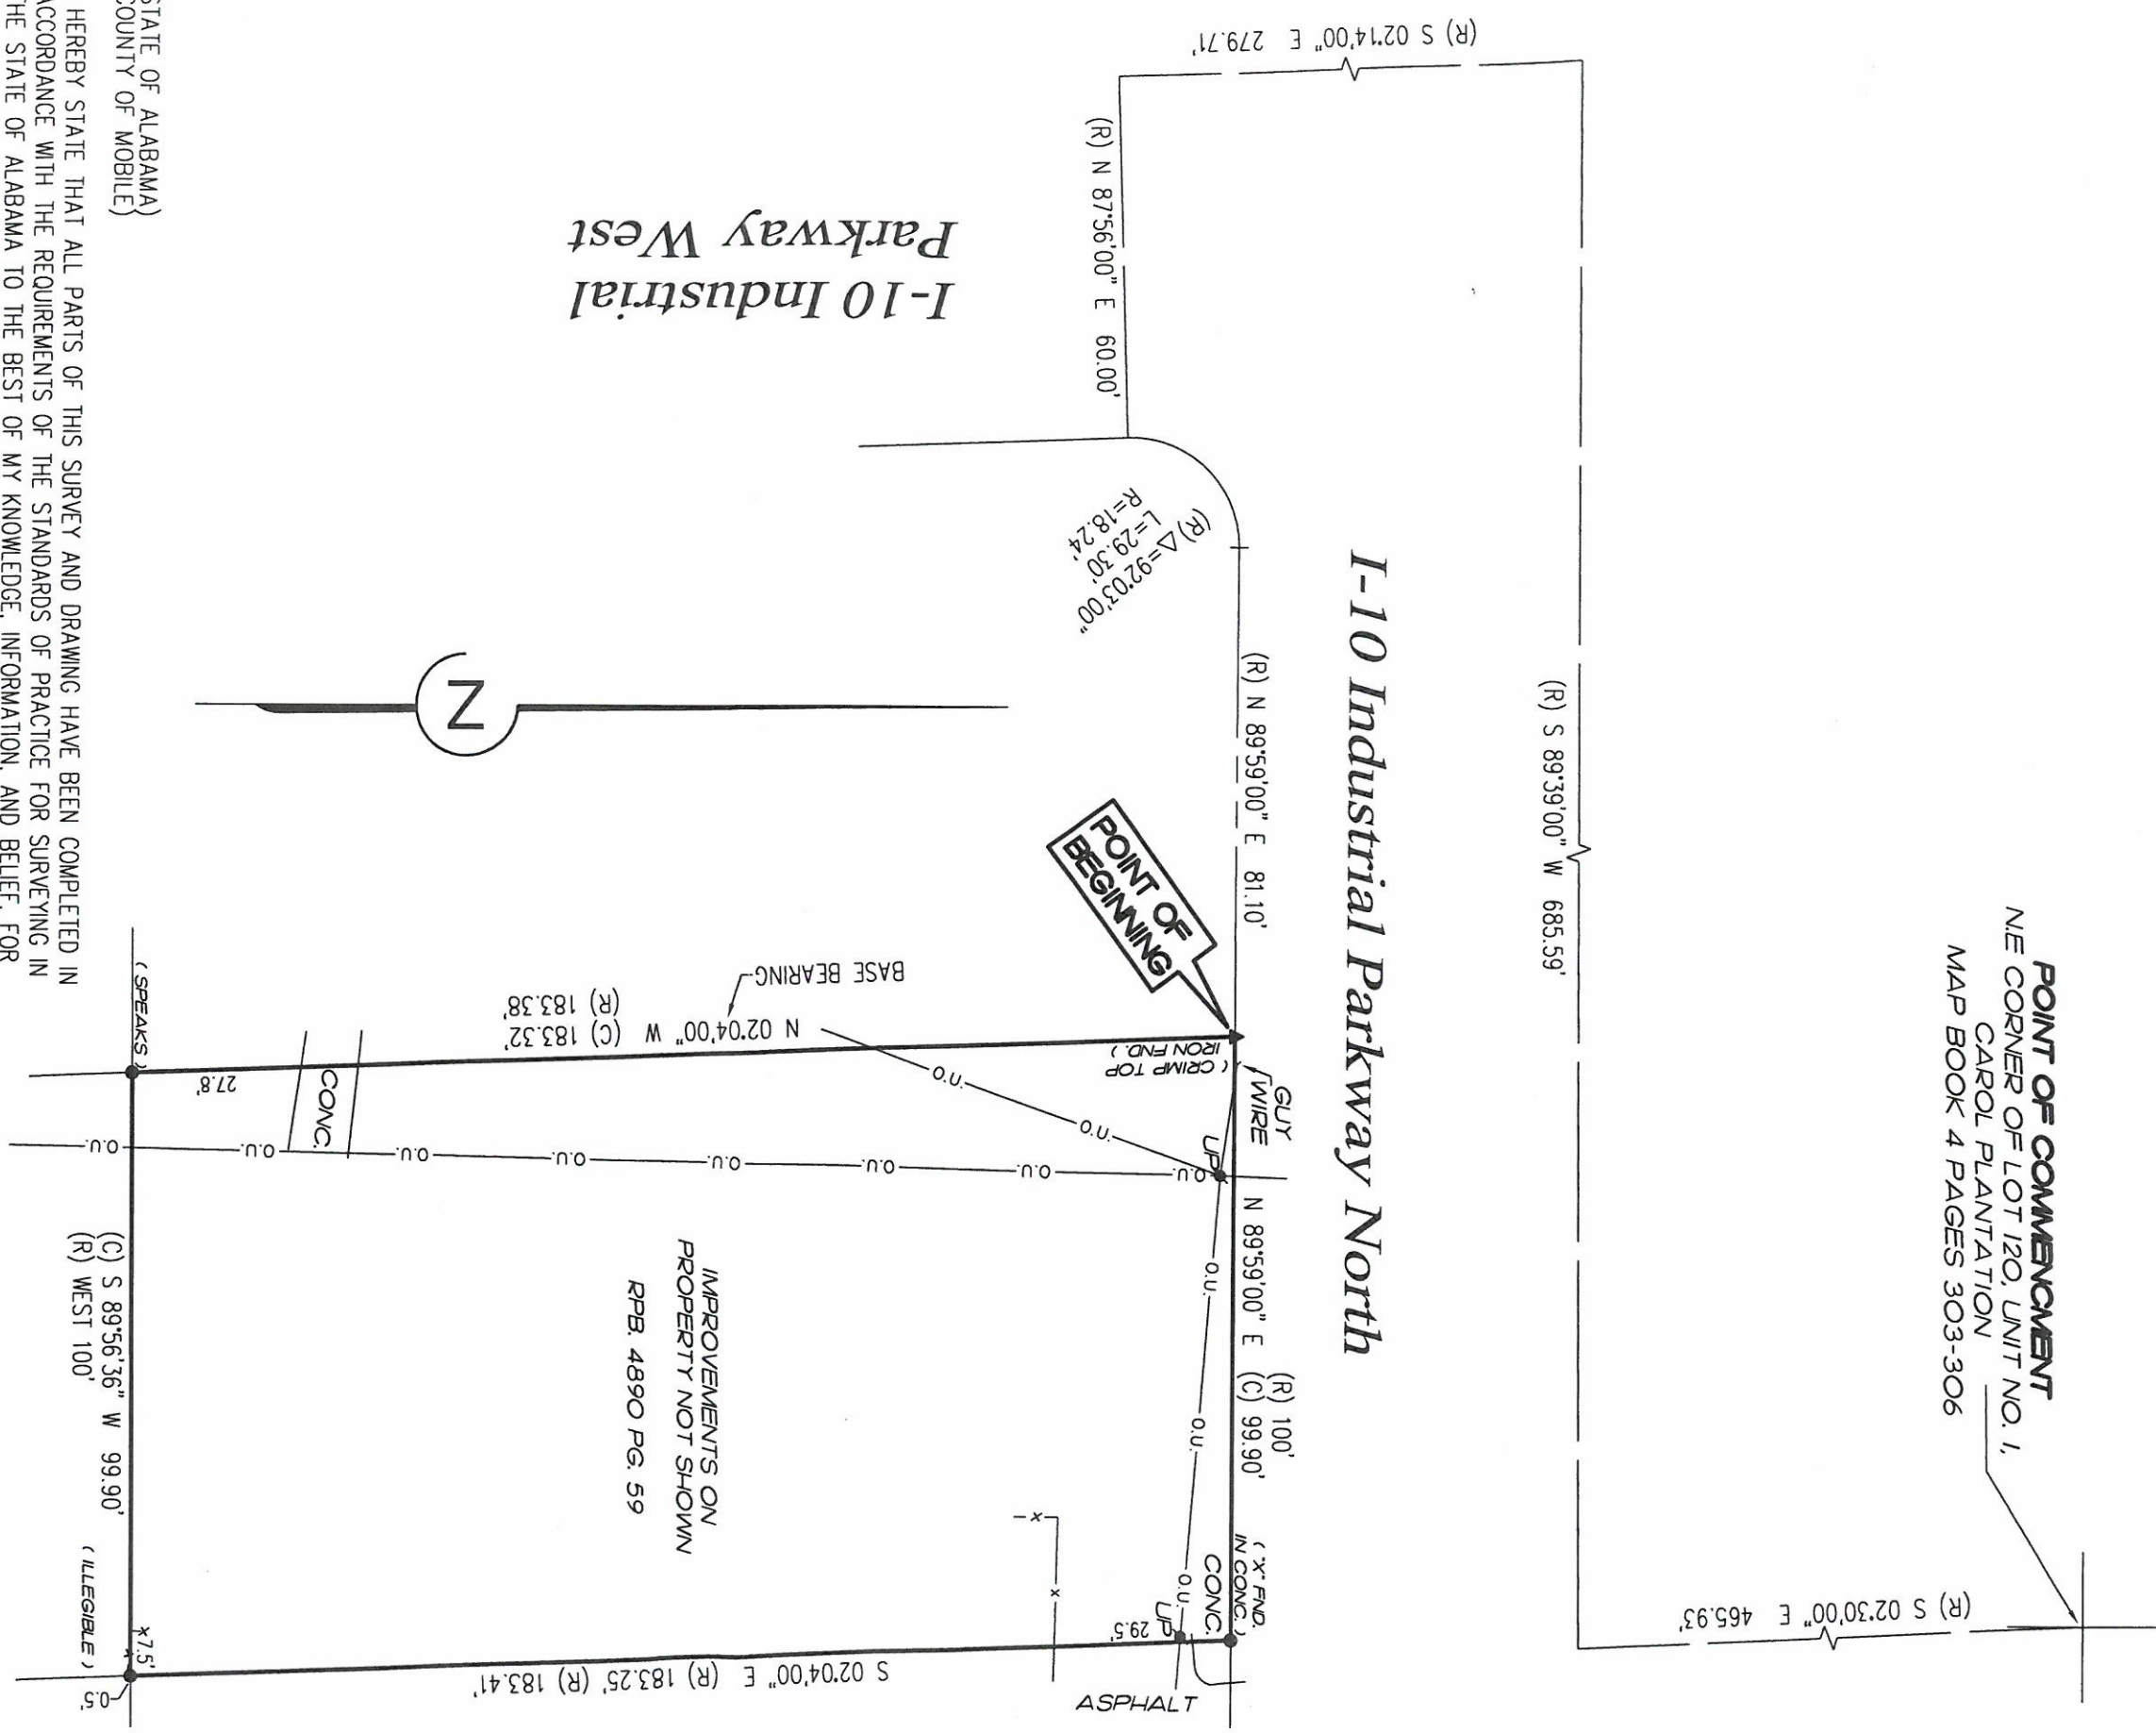 POINT OF COMMENCMENT
N.E CORNER OF LOT 120, UNIT NO. 1,
CAROL PLANTATION
MAP BOOK 4 PAGES 303-306
(R) S 02°30'00" E 465.93'
(R) S 89°39'00" W 685.59'
(R) S 02°14'00" E 279.71'
(R) N 87°56'00" E 60.00'
I-10 Industrial Parkway North
I-10 Industrial
Parkway West
(R) △=92°03'00"
L=29.30'
R=18.24'
(R) N 89°59'00" E 81.10'
POINT OF
BEGINNING
GUY
WIRE
( CRIMP TOP
IRON FND. )
UP
(R) 100'
N 89°59'00" E (C) 99.90'
( "X" FND.
IN CONC. )
CONC.
UP
29.5'
ASPHALT
x
x
O.U.
O.U.
O.U.
O.U.
O.U.
O.U.
O.U.
O.U.
O.U.
O.U.
O.U.
O.U.
O.U.
BASE BEARING
N 02°04'00" W (C) 183.32'
(R) 183.38'
IMPROVEMENTS ON
PROPERTY NOT SHOWN
RPB. 4890 PG. 59
S 02°04'00" E (R) 183.25' (R) 183.41'
CONC.
27.8'
( SPEAKS )
(C) S 89°56'36" W 99.90'
(R) WEST 100'
( ILLEGIBLE )
x7.5'
0.5'
N
STATE OF ALABAMA)
COUNTY OF MOBILE)
HEREBY STATE THAT ALL PARTS OF THIS SURVEY AND DRAWING HAVE BEEN COMPLETED IN
ACCORDANCE WITH THE REQUIREMENTS OF THE STANDARDS OF PRACTICE FOR SURVEYING IN
THE STATE OF ALABAMA TO THE BEST OF MY KNOWLEDGE, INFORMATION, AND BELIEF, FOR